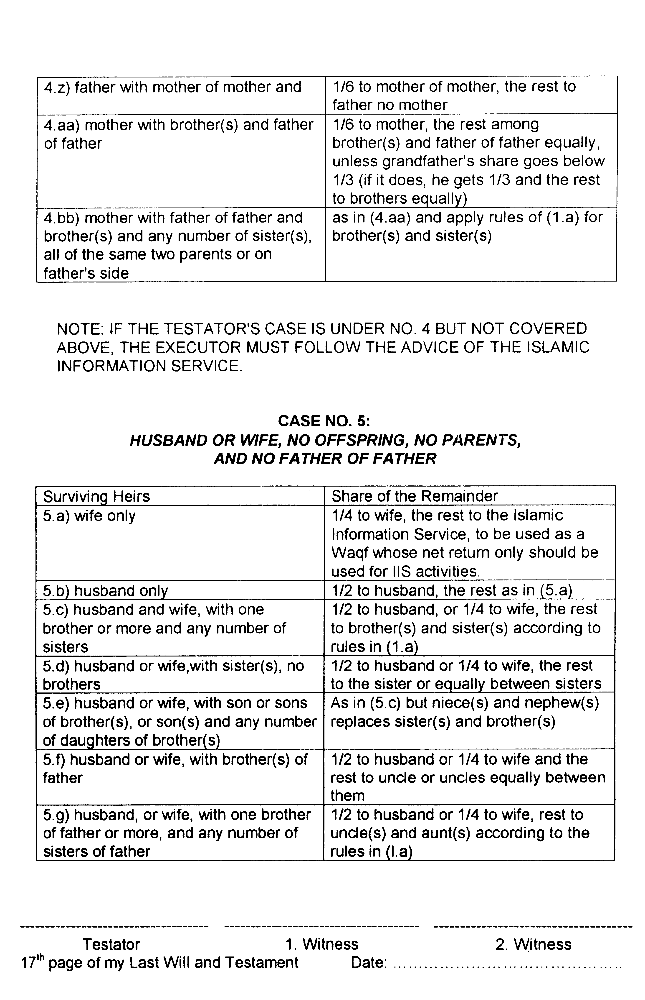 4.z) father with mother of mother and
1/6 to mother of mother, the rest to
father no mother
4.aa) mother with brother(s) and father
of father
1/6 to mother, the rest among
brother(s) and father of father equally,
unless grandfather's share goes below
1/3 (if it does, he gets 1/3 and the rest
to brothers equally)
4.bb) mother with father of father and
brother(s) and any number of sister(s),
all of the same two parents or on
father's side
as in (4.aa) and apply rules of (1.a) for
brother(s) and sister(s)
NOTE: IF THE TESTATOR'S CASE IS UNDER NO. 4 BUT NOT COVERED
ABOVE, THE EXECUTOR MUST FOLLOW THE ADVICE OF THE ISLAMIC
INFORMATION SERVICE.
CASE NO. 5:
HUSBAND OR WIFE, NO OFFSPRING, NO PARENTS,
AND NO FATHER OF FATHER
Surviving Heirs
Share of the Remainder
5.a) wife only
1/4 to wife, the rest to the Islamic
Information Service, to be used as a
Waqf whose net return only should be
used for IIS activities.
5.b) husband only
1/2 to husband, the rest as in (5.a)
5.c) husband and wife, with one
brother or more and any number of
sisters
1/2 to husband, or 1/4 to wife, the rest
to brother(s) and sister(s) according to
rules in (1.a)
5.d) husband or wife,with sister(s), no
brothers
1/2 to husband or 1/4 to wife, the rest
to the sister or equally between sisters
5.e) husband or wife, with son or sons
of brother(s), or son(s) and any number
of daughters of brother(s)
As in (5.c) but niece(s) and nephew(s)
replaces sister(s) and brother(s)
5.f) husband or wife, with brother(s) of
father
1/2 to husband or 1/4 to wife and the
rest to uncle or uncles equally between
them
5.g) husband, or wife, with one brother
of father or more, and any number of
sisters of father
1/2 to husband or 1/4 to wife, rest to
uncle(s) and aunt(s) according to the
rules in (l.a)
Testator 1. Witness 2. Witness
17th page of my Last Will and Testament Date: ..............................................